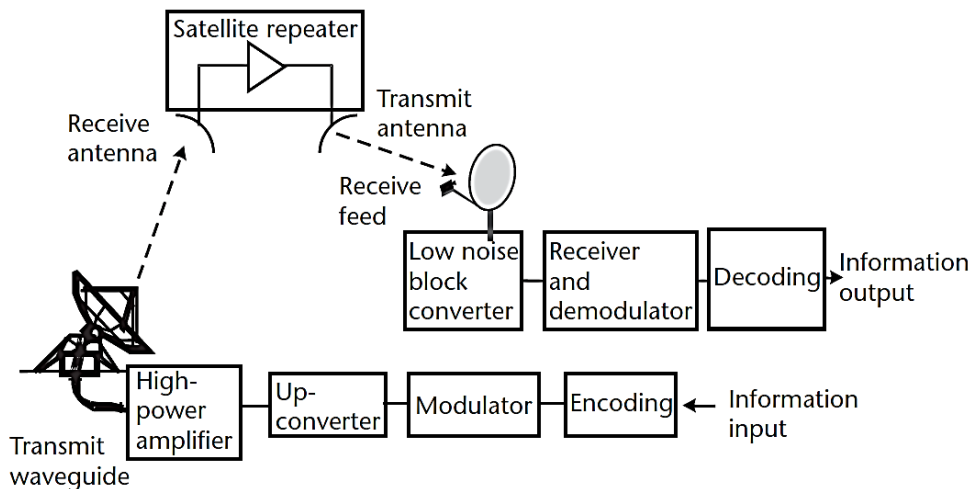 Satellite repeater
Receive
antenna
Transmit
antenna
Receive
feed
Low noise
block
converter
Receiver
and
demodulator
Decoding
Information
output
High-
power
amplifier
Up-
converter
Modulator
Encoding
Information
input
Transmit
waveguide